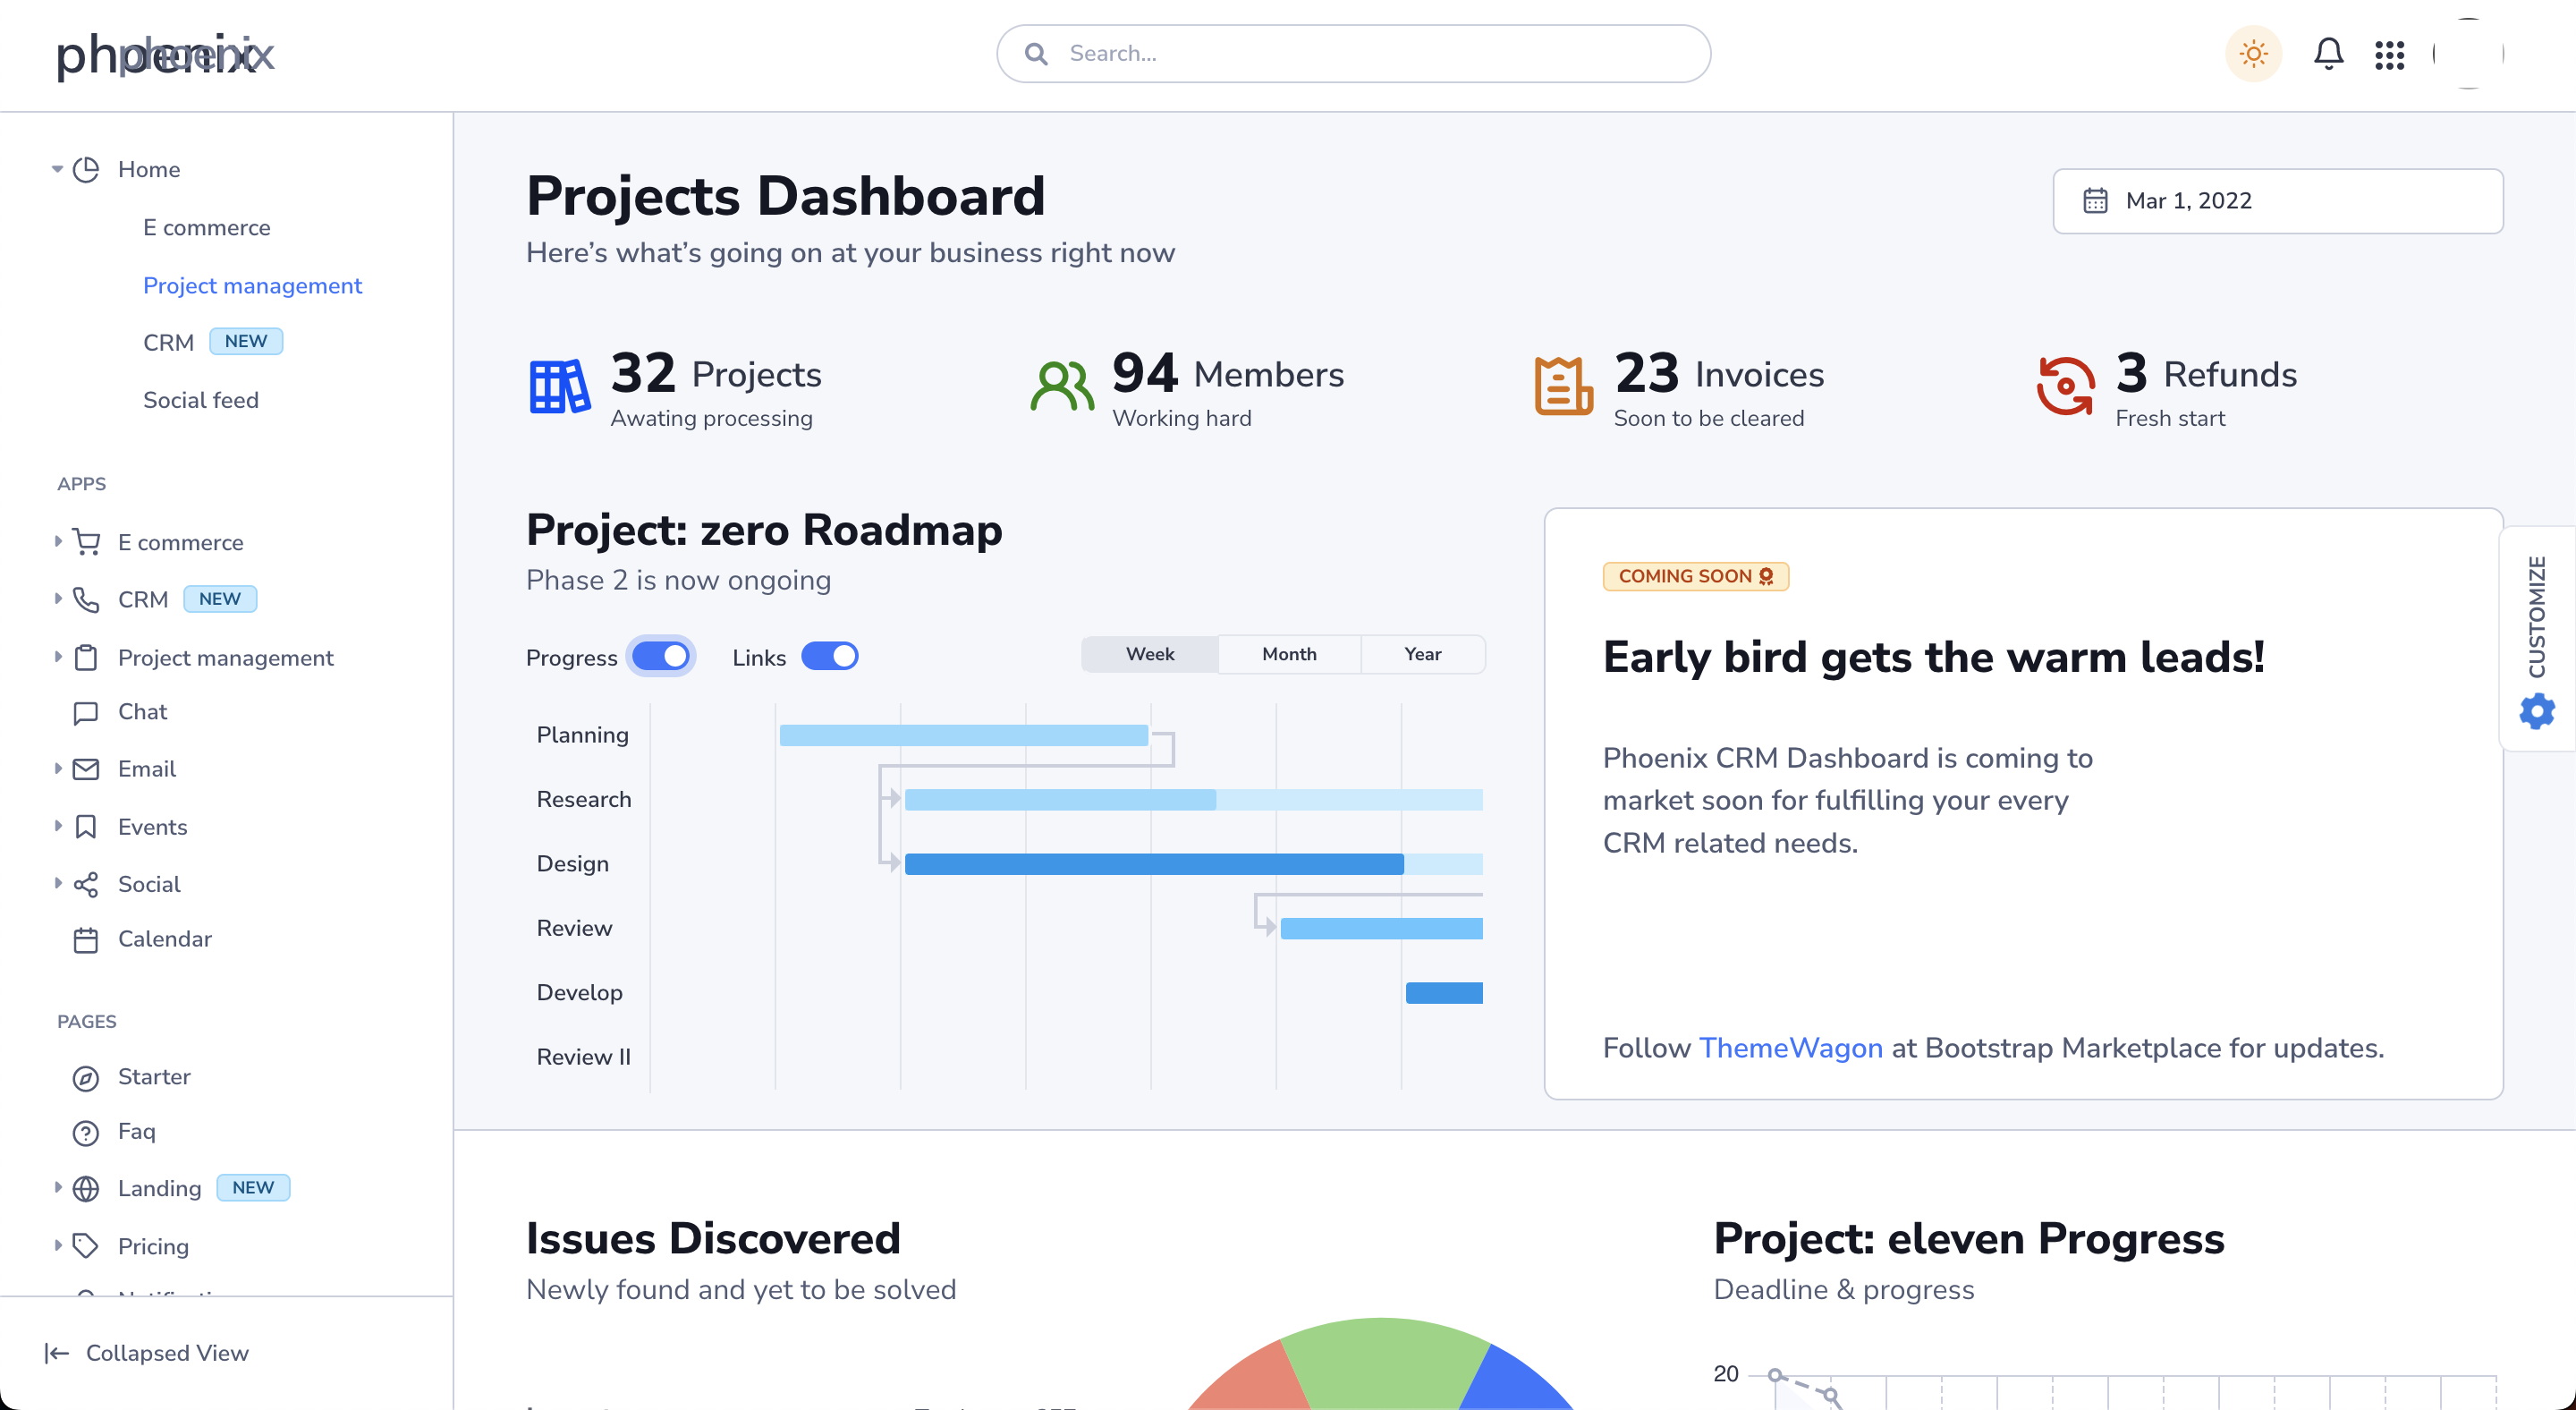 phoenix
phoenix
Search...
Home
E commerce
Project management
CRM NEW
Social feed
APPS
E commerce
CRM NEW
Project management
Chat
Email
Events
Social
Calendar
PAGES
Starter
Faq
Landing NEW
Pricing
Collapsed View
Projects Dashboard
Here’s what’s going on at your business right now
Mar 1, 2022
32 Projects
Awating processing
94 Members
Working hard
23 Invoices
Soon to be cleared
3 Refunds
Fresh start
Project: zero Roadmap
Phase 2 is now ongoing
Progress
Links
Week Month Year
Planning
Research
Design
Review
Develop
Review II
COMING SOON
Early bird gets the warm leads!
Phoenix CRM Dashboard is coming to
market soon for fulfilling your every
CRM related needs.
Follow ThemeWagon at Bootstrap Marketplace for updates.
CUSTOMIZE
Issues Discovered
Newly found and yet to be solved
Project: eleven Progress
Deadline & progress
20